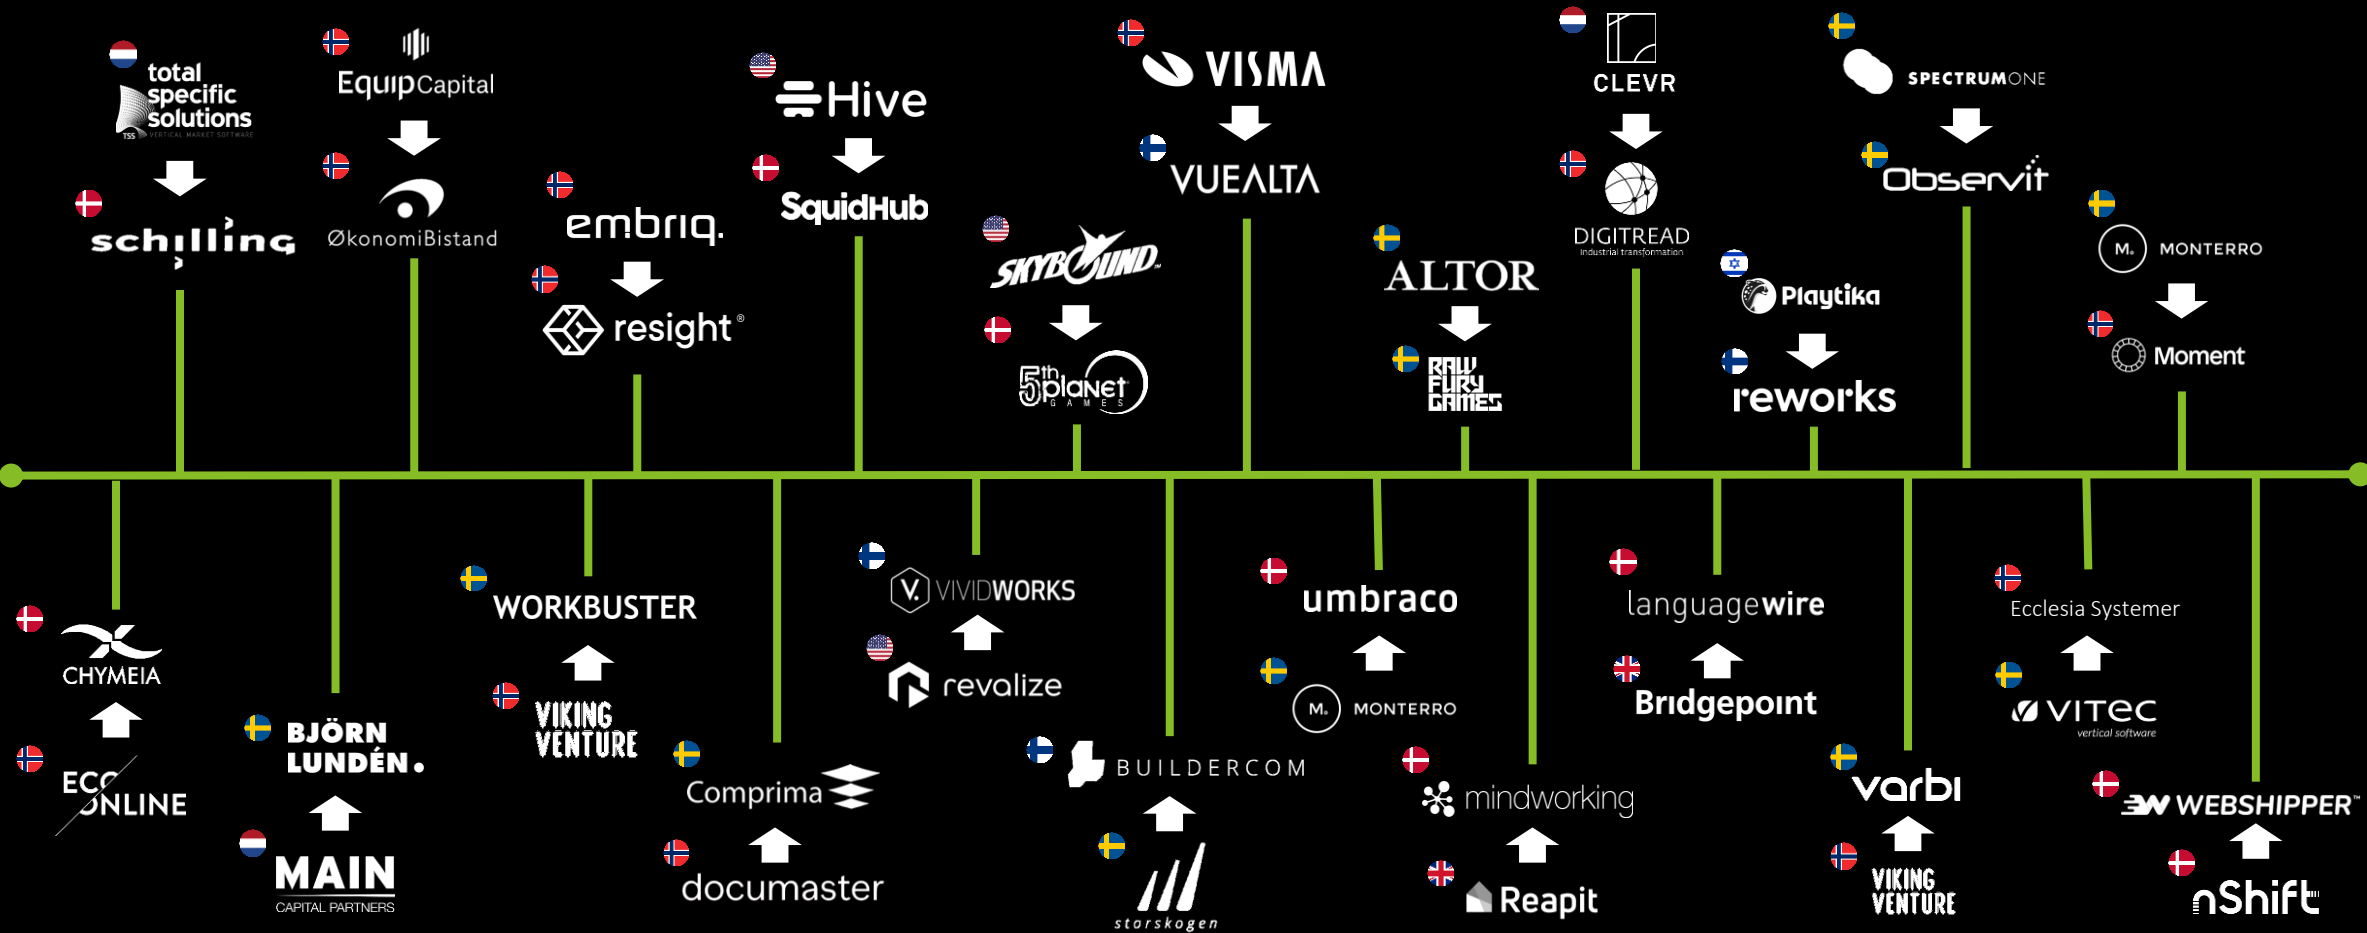 total
specific
solutions
TSS VERTICAL MARKET SOFTWARE
schilling
EquipCapital
ØkonomiBistand
embriq.
resight®
Hive
SquidHub
SKYBOUND™
5th planet
GAMES
VISMA
VUEALTA
ALTOR
RAW
FURY
GAMES
CLEVR
DIGITREAD
industrial transformation
Playtika
reworks
SPECTRUMONE
Observit
M. MONTERRO
Moment
CHYMEIA
ECO
ONLINE
BJÖRN
LUNDÉN.
MAIN
CAPITAL PARTNERS
WORKBUSTER
VIKING
VENTURE
Comprima
documaster
V. VIVIDWORKS
revalize
BUILDERCOM
storskogen
umbraco
M. MONTERRO
mindworking
Reapit
languagewire
Bridgepoint
varbi
VIKING
VENTURE
Ecclesia Systemer
VITEC
vertical software
W WEBSHIPPER™
nShift